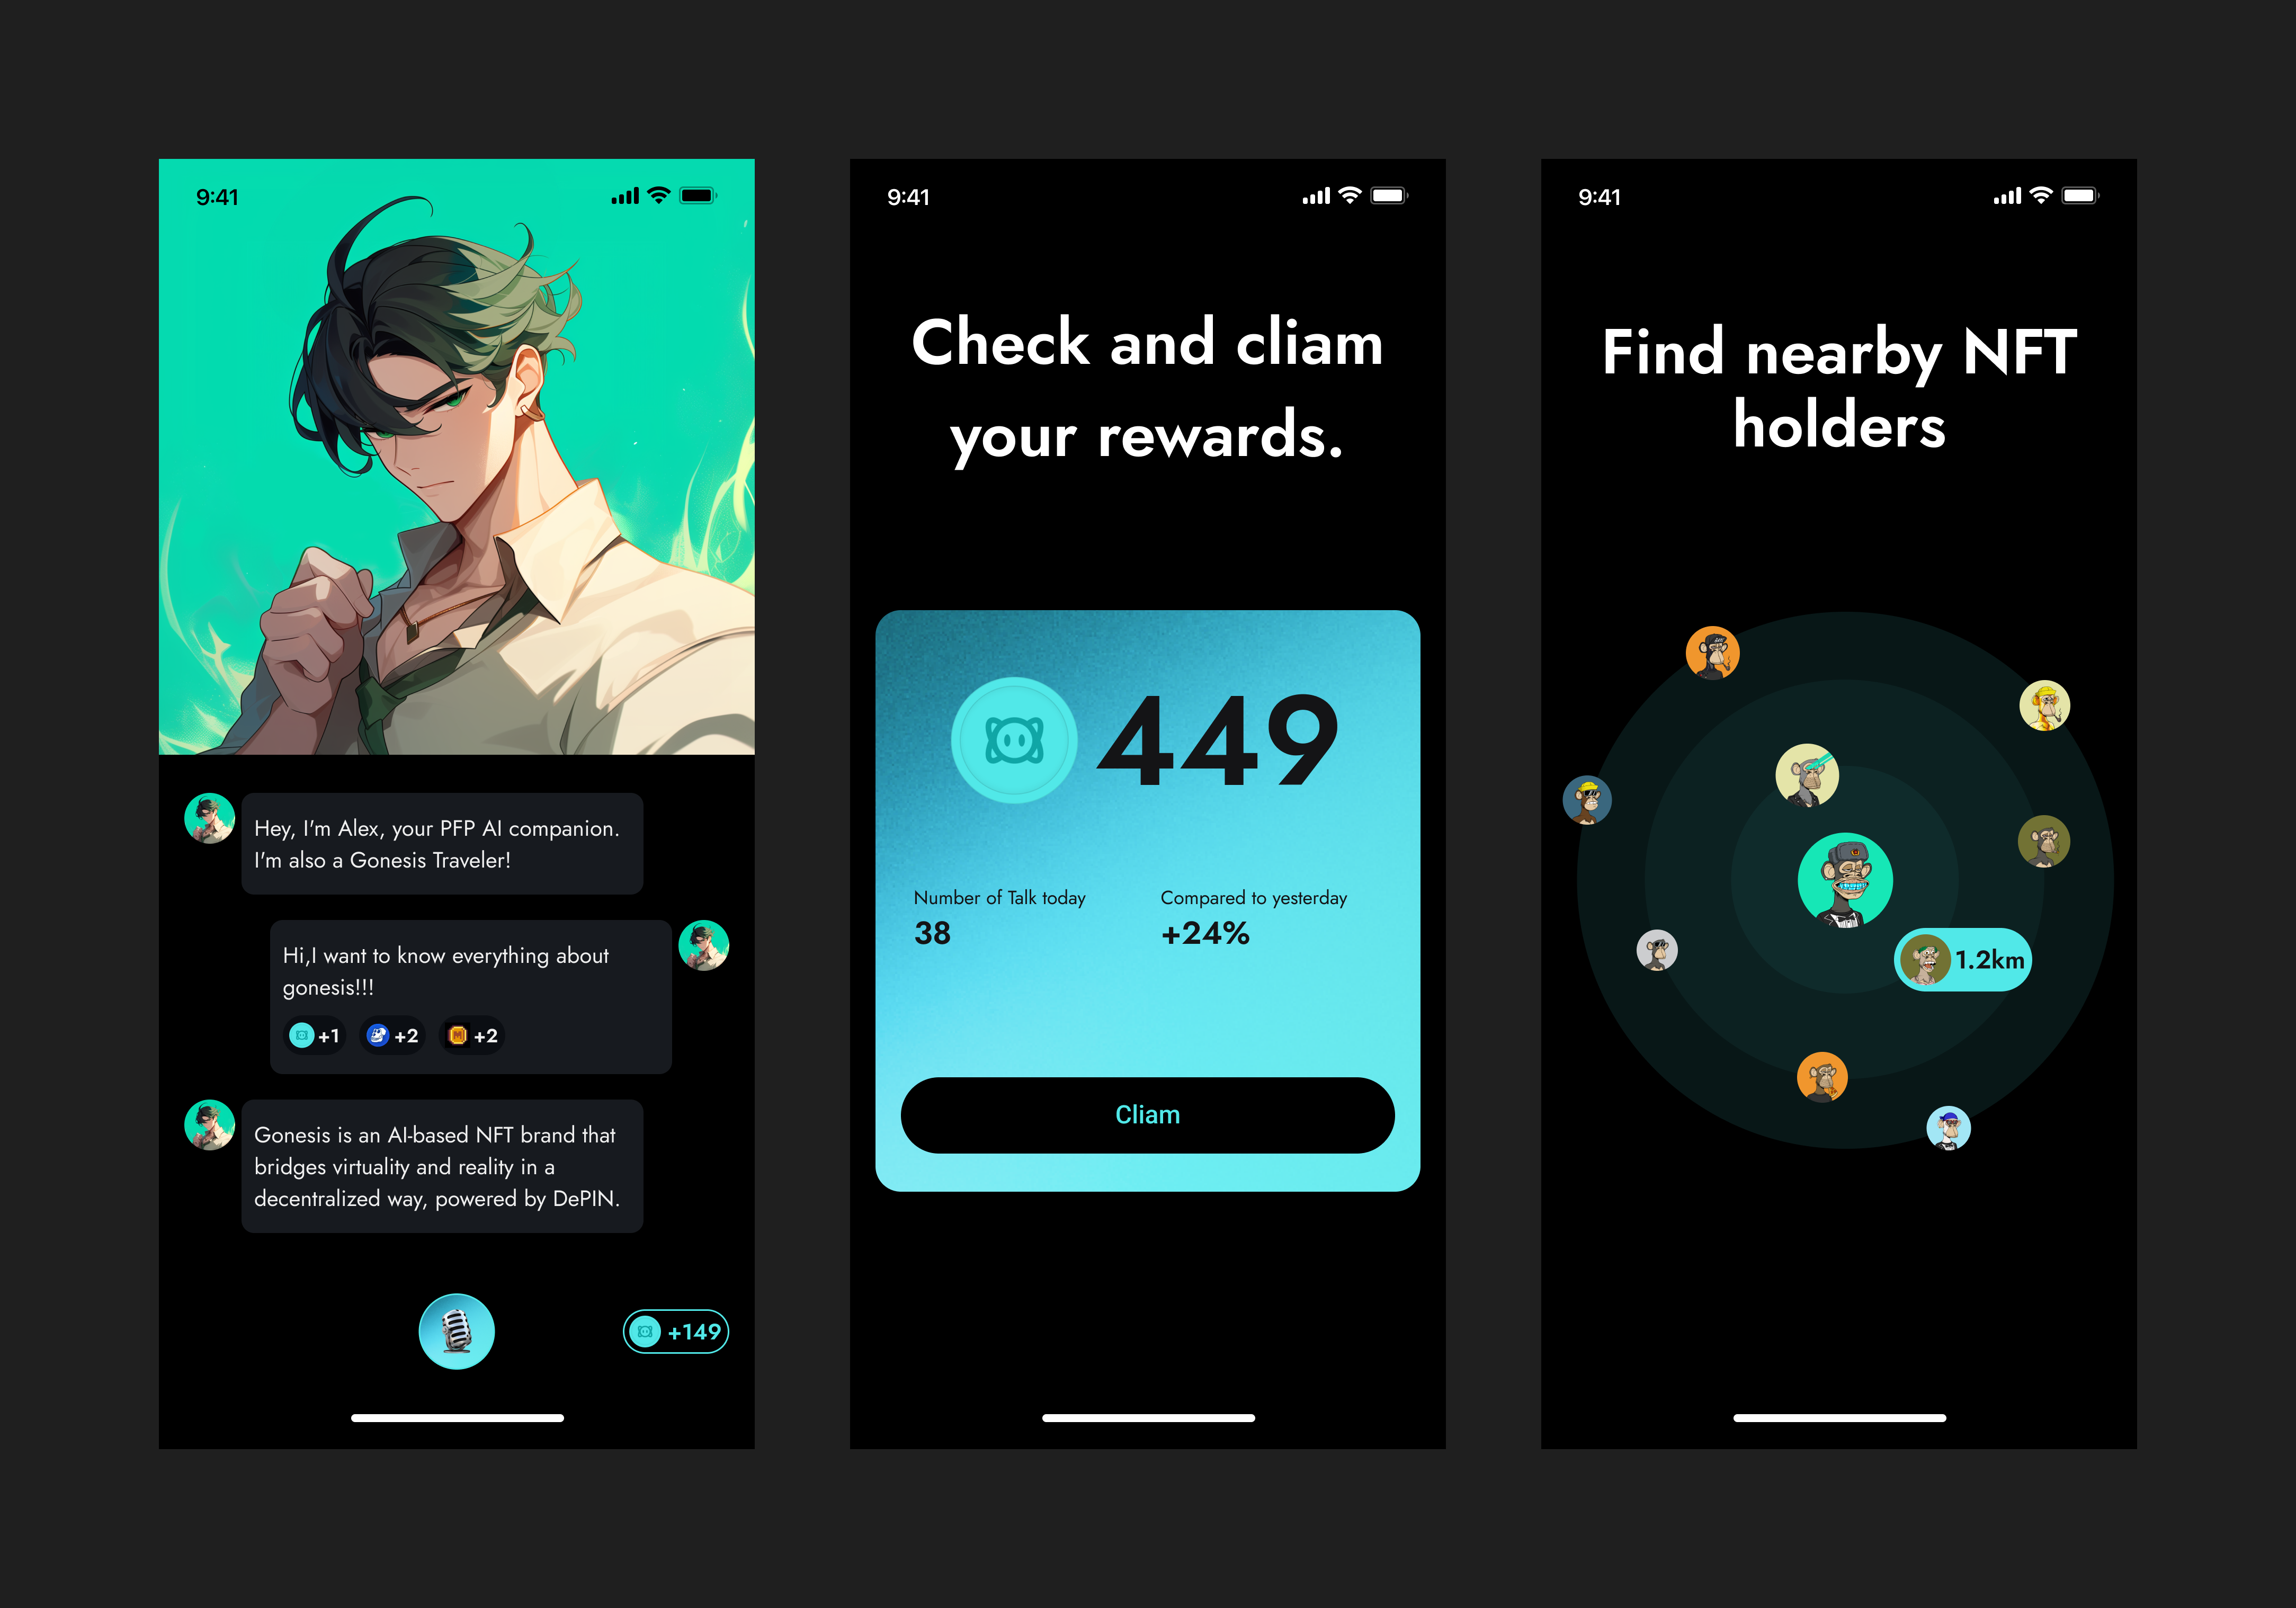 9:41
Hey, I'm Alex, your PFP AI companion.
I'm also a Gonesis Traveler!
Hi,I want to know everything about
gonesis!!!
+1 +2 +2
Gonesis is an AI-based NFT brand that
bridges virtuality and reality in a
decentralized way, powered by DePIN.
+149
9:41
Check and cliam
your rewards.
449
Number of Talk today
38
Compared to yesterday
+24%
Cliam
9:41
Find nearby NFT
holders
1.2km